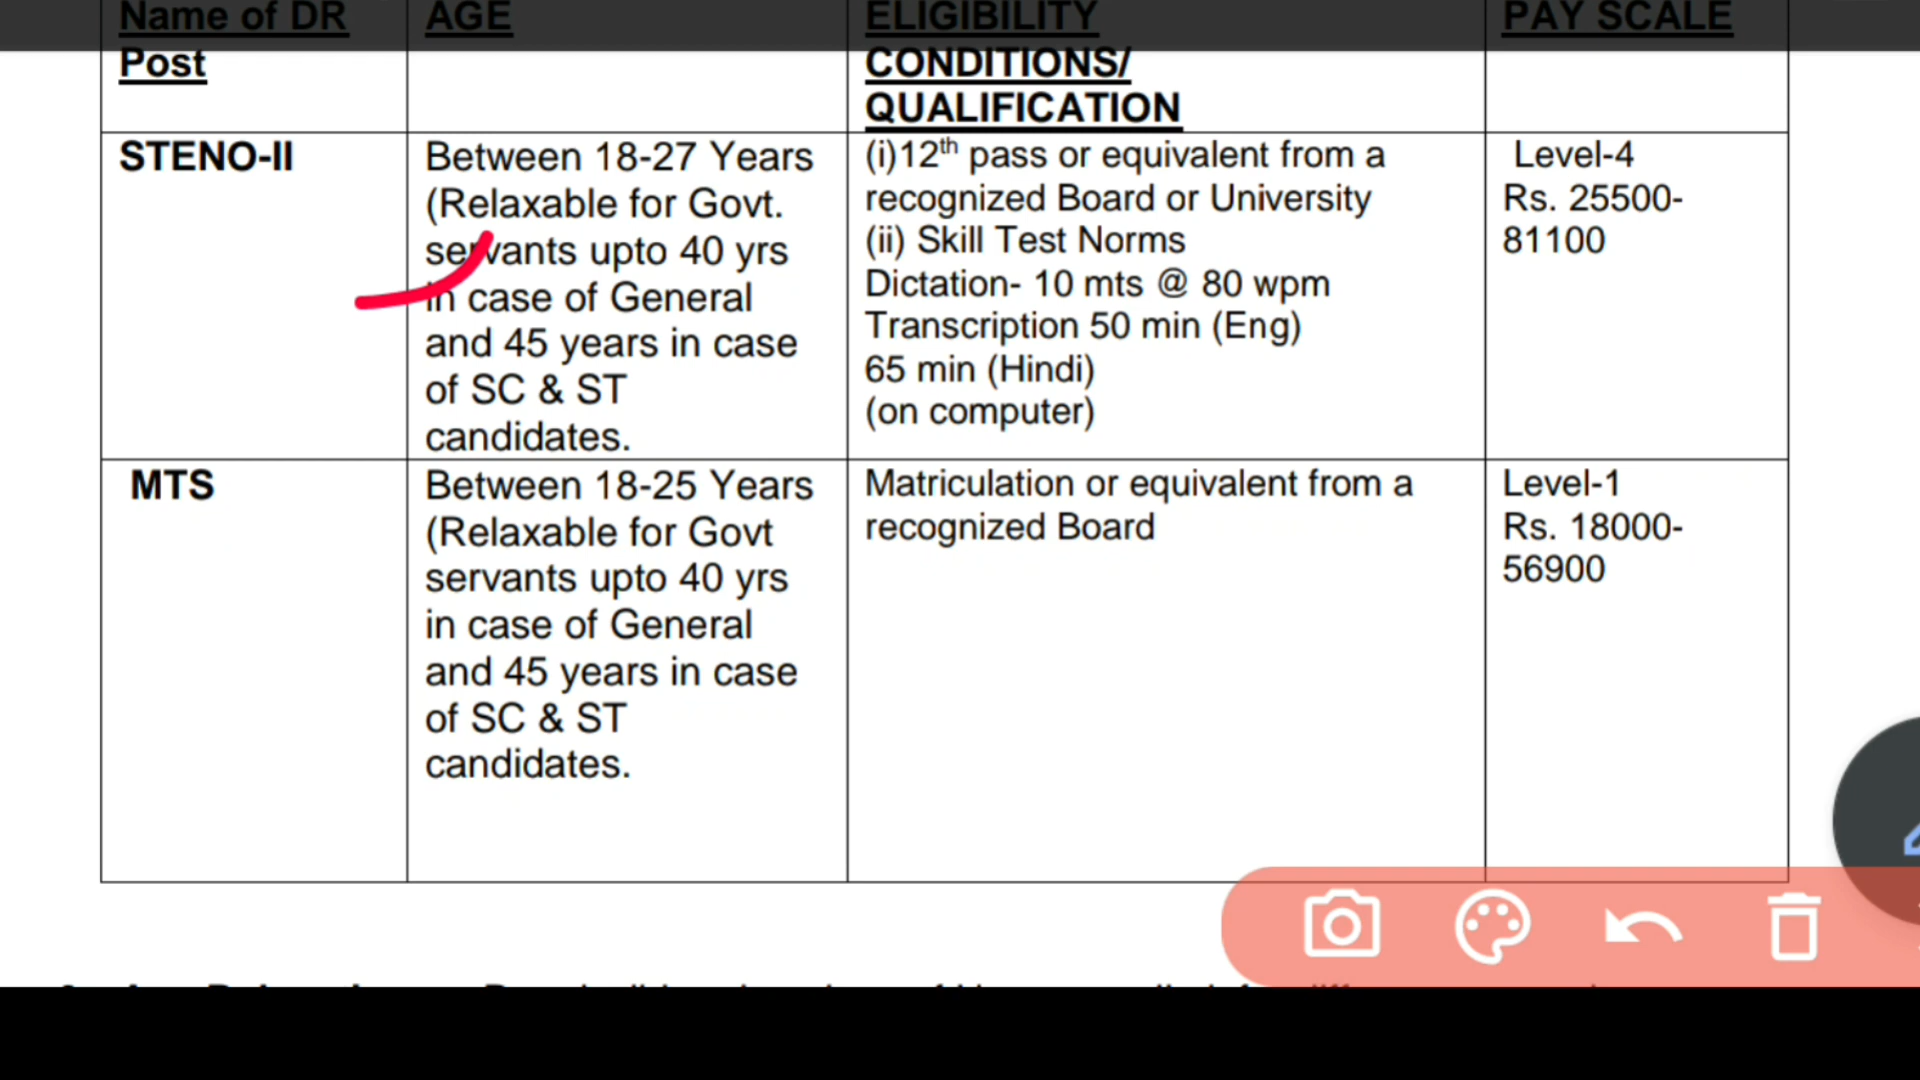 Name of DR
Post
AGE
ELIGIBILITY
CONDITIONS/
QUALIFICATION
PAY SCALE
STENO-II
Between 18-27 Years
(Relaxable for Govt.
servants upto 40 yrs
in case of General
and 45 years in case
of SC & ST
candidates.
(i)12th pass or equivalent from a
recognized Board or University
(ii) Skill Test Norms
Dictation- 10 mts @ 80 wpm
Transcription 50 min (Eng)
65 min (Hindi)
(on computer)
Level-4
Rs. 25500-
81100
MTS
Between 18-25 Years
(Relaxable for Govt
servants upto 40 yrs
in case of General
and 45 years in case
of SC & ST
candidates.
Matriculation or equivalent from a
recognized Board
Level-1
Rs. 18000-
56900